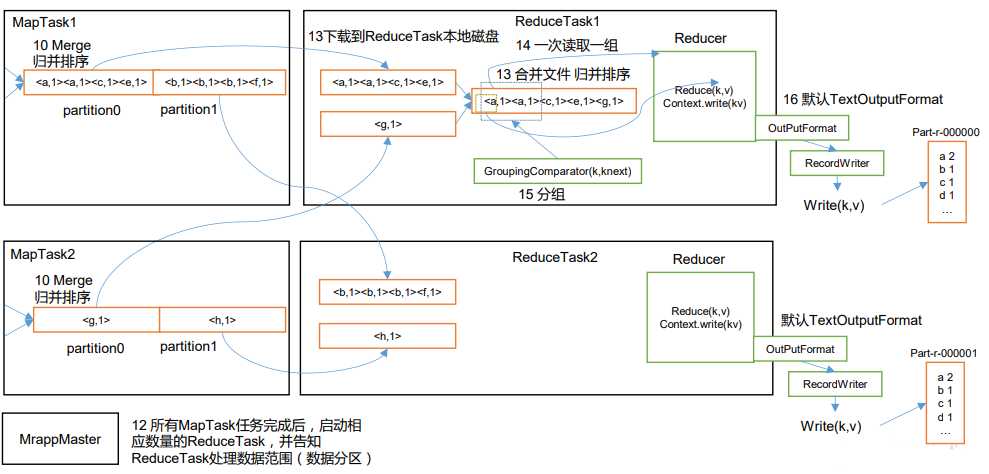 MapTask1
10 Merge
归并排序
<a,1><a,1><c,1><e,1>
<b,1><b,1><b,1><f,1>
partition0
partition1
ReduceTask1
13下载到ReduceTask本地磁盘
14 一次读取一组
Reducer
<a,1><a,1><c,1><e,1>
13 合并文件 归并排序
<a,1><a,1><c,1><e,1><g,1>
<g,1>
Reduce(k,v)
Context.write(kv)
GroupingComparator(k,knext)
15 分组
16 默认TextOutputFormat
OutPutFormat
RecordWriter
Write(k,v)
Part-r-000000
a 2
b 1
c 1
d 1
...
MapTask2
10 Merge
归并排序
<g,1>
<h,1>
partition0
partition1
ReduceTask2
Reducer
<b,1><b,1><b,1><f,1>
<h,1>
Reduce(k,v)
Context.write(kv)
默认TextOutputFormat
OutPutFormat
RecordWriter
Write(k,v)
Part-r-000001
a 2
b 1
c 1
d 1
...
MrappMaster
12 所有MapTask任务完成后，启动相
应数量的ReduceTask，并告知
ReduceTask处理数据范围（数据分区）